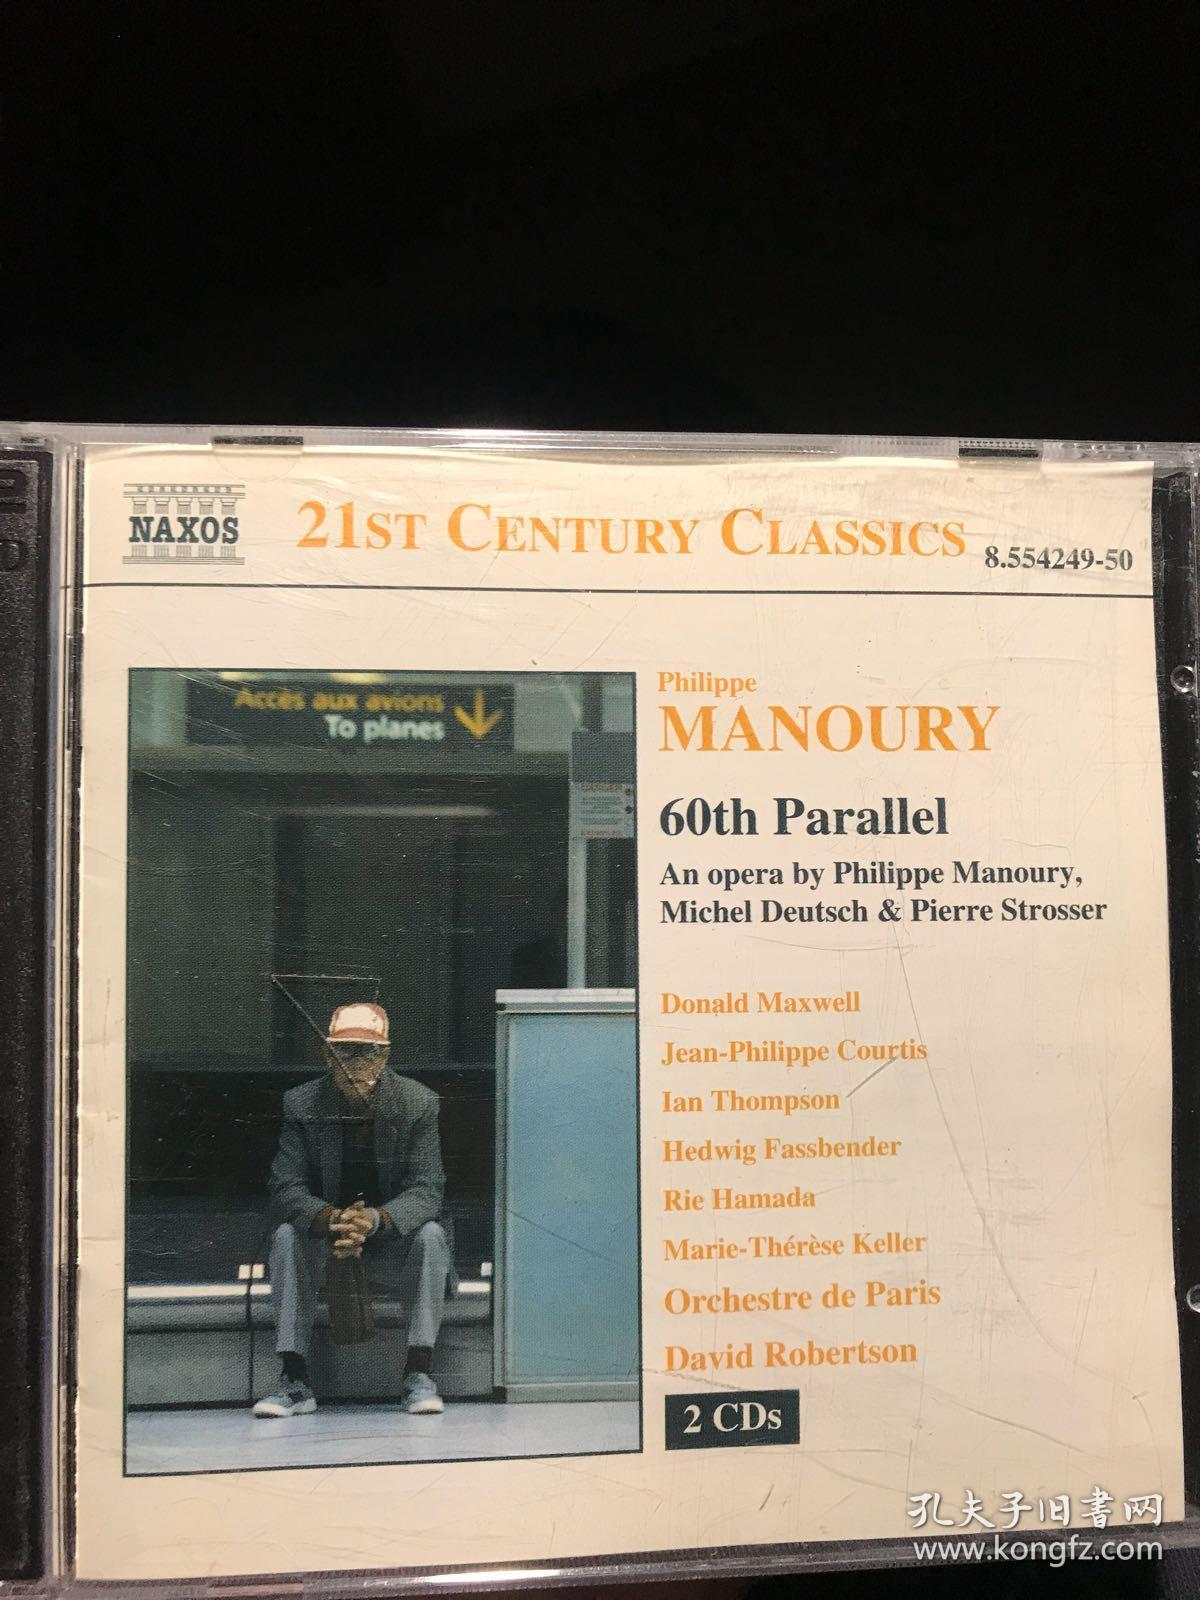 NAXOS
21ST CENTURY CLASSICS
8.554249-50
Accès aux avions
To planes
Philippe
MANOURY
60th Parallel
An opera by Philippe Manoury,
Michel Deutsch & Pierre Strosser
Donald Maxwell
Jean-Philippe Courtis
Ian Thompson
Hedwig Fassbender
Rie Hamada
Marie-Thérèse Keller
Orchestre de Paris
David Robertson
2 CDs
孔夫子旧书网
www.kongfz.com